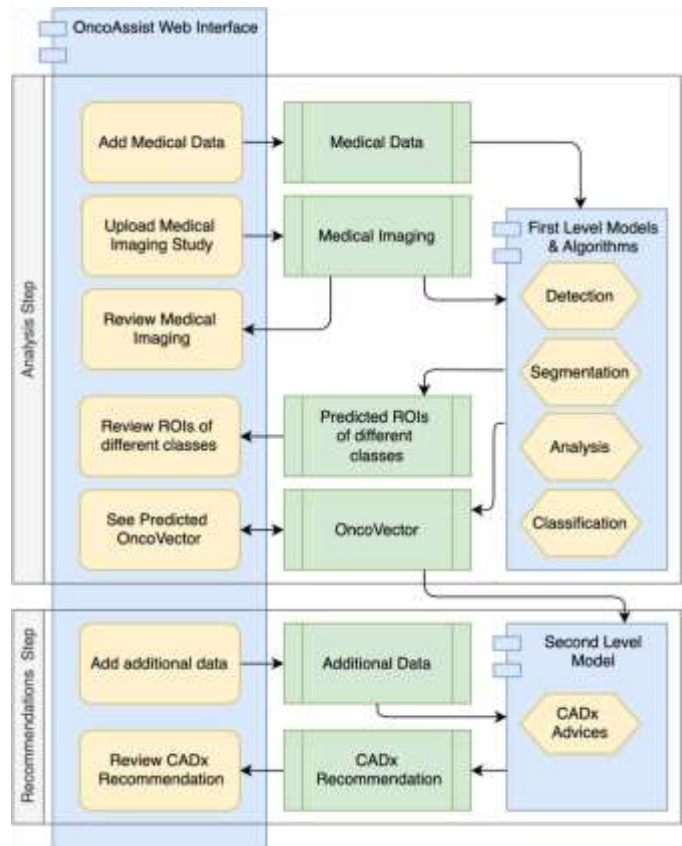 OncoAssist Web Interface
Analysis Step
Add Medical Data
Medical Data
Upload Medical
Imaging Study
Medical Imaging
First Level Models
& Algorithms
Detection
Review Medical
Imaging
Segmentation
Review ROIs of
different classes
Predicted ROIs
of different
classes
Analysis
See Predicted
OncoVector
OncoVector
Classification
Recommendations Step
Add additional data
Additional Data
Second Level
Model
CADx
Advices
Review CADx
Recommendation
CADx
Recommendation